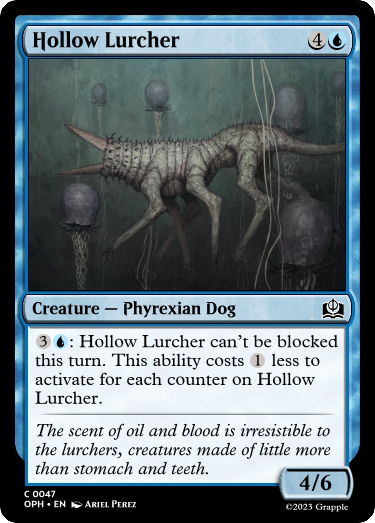 Hollow Lurcher 4
Creature — Phyrexian Dog
3 : Hollow Lurcher can't be blocked
this turn. This ability costs 1 less to
activate for each counter on Hollow
Lurcher.
The scent of oil and blood is irresistible to
the lurchers, creatures made of little more
than stomach and teeth.
4/6
C 0047
OPH • EN Ariel Perez
©2023 Grapple